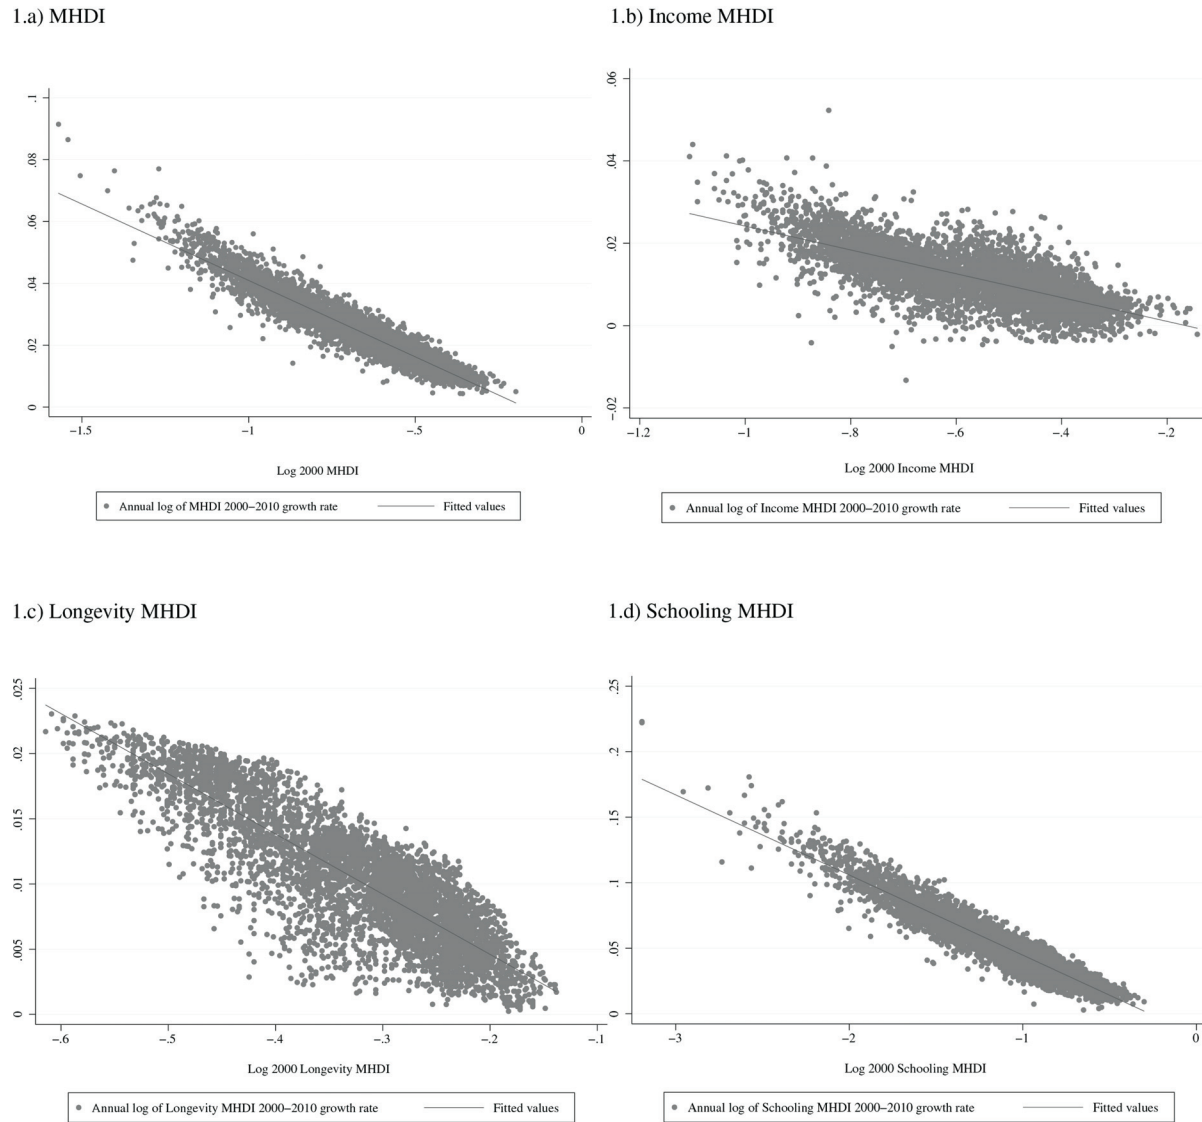 1.a) MHDI
.1
.08
.06
.04
.02
0
−1.5 −1 −.5 0
Log 2000 MHDI
Annual log of MHDI 2000−2010 growth rate Fitted values
1.b) Income MHDI
.06
.04
.02
0
−.02
−1.2 −1 −.8 −.6 −.4 −.2
Log 2000 Income MHDI
Annual log of Income MHDI 2000−2010 growth rate Fitted values
1.c) Longevity MHDI
.025
.02
.015
.01
.005
0
−.6 −.5 −.4 −.3 −.2 −.1
Log 2000 Longevity MHDI
Annual log of Longevity MHDI 2000−2010 growth rate Fitted values
1.d) Schooling MHDI
.25
.2
.15
.1
.05
0
−3 −2 −1 0
Log 2000 Schooling MHDI
Annual log of Schooling MHDI 2000−2010 growth rate Fitted values